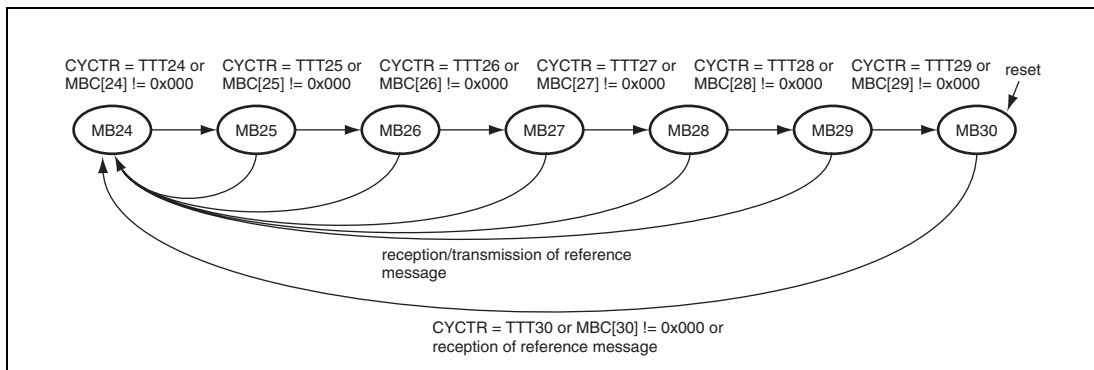 CYCTR = TTT24 or
MBC[24] != 0x000
CYCTR = TTT25 or
MBC[25] != 0x000
CYCTR = TTT26 or
MBC[26] != 0x000
CYCTR = TTT27 or
MBC[27] != 0x000
CYCTR = TTT28 or
MBC[28] != 0x000
CYCTR = TTT29 or
MBC[29] != 0x000
reset
MB24
MB25
MB26
MB27
MB28
MB29
MB30
reception/transmission of reference
message
CYCTR = TTT30 or MBC[30] != 0x000 or
reception of reference message